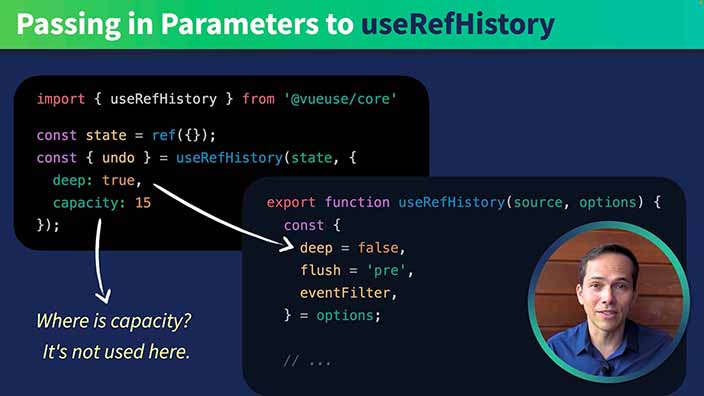 Passing in Parameters to useRefHistory
import { useRefHistory } from '@vueuse/core'
const state = ref({});
const { undo } = useRefHistory(state, {
  deep: true,
  capacity: 15
});
Where is capacity?
It's not used here.
export function useRefHistory(source, options) {
  const {
    deep = false,
    flush = 'pre',
    eventFilter,
  } = options;
  // ...